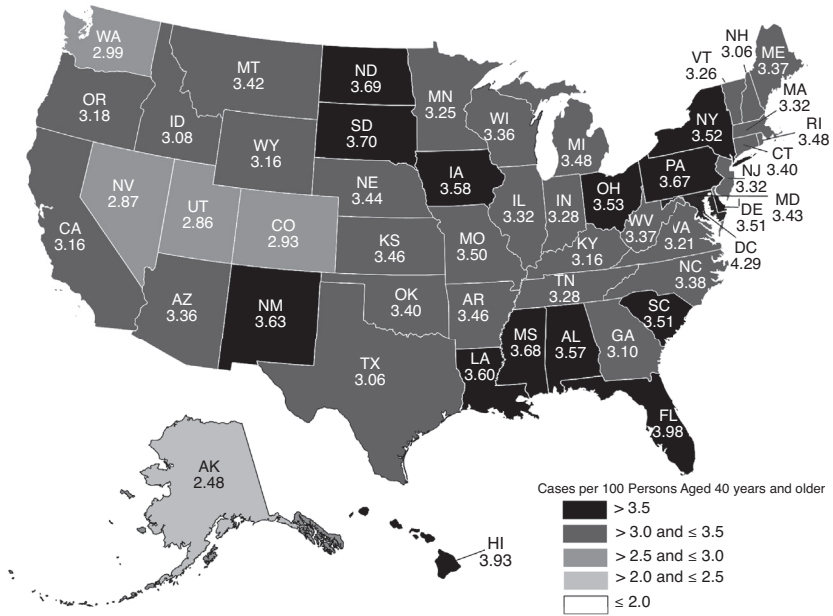 WA
2.99
MT
3.42
ND
3.69
MN
3.25
VT
3.26
NH
3.06
ME
3.37
OR
3.18
ID
3.08
WY
3.16
SD
3.70
WI
3.36
MI
3.48
NY
3.52
MA
3.32
RI
3.48
CT
3.40
NV
2.87
UT
2.86
CO
2.93
NE
3.44
IA
3.58
IL
3.32
IN
3.28
OH
3.53
PA
3.67
NJ
3.32
MD
3.43
DE
3.51
DC
4.29
CA
3.16
KS
3.46
MO
3.50
KY
3.16
WV
3.37
VA
3.21
AZ
3.36
NM
3.63
OK
3.40
AR
3.46
TN
3.28
NC
3.38
SC
3.51
TX
3.06
LA
3.60
MS
3.68
AL
3.57
GA
3.10
FL
3.98
AK
2.48
HI
3.93
Cases per 100 Persons Aged 40 years and older
> 3.5
> 3.0 and ≤ 3.5
> 2.5 and ≤ 3.0
> 2.0 and ≤ 2.5
≤ 2.0